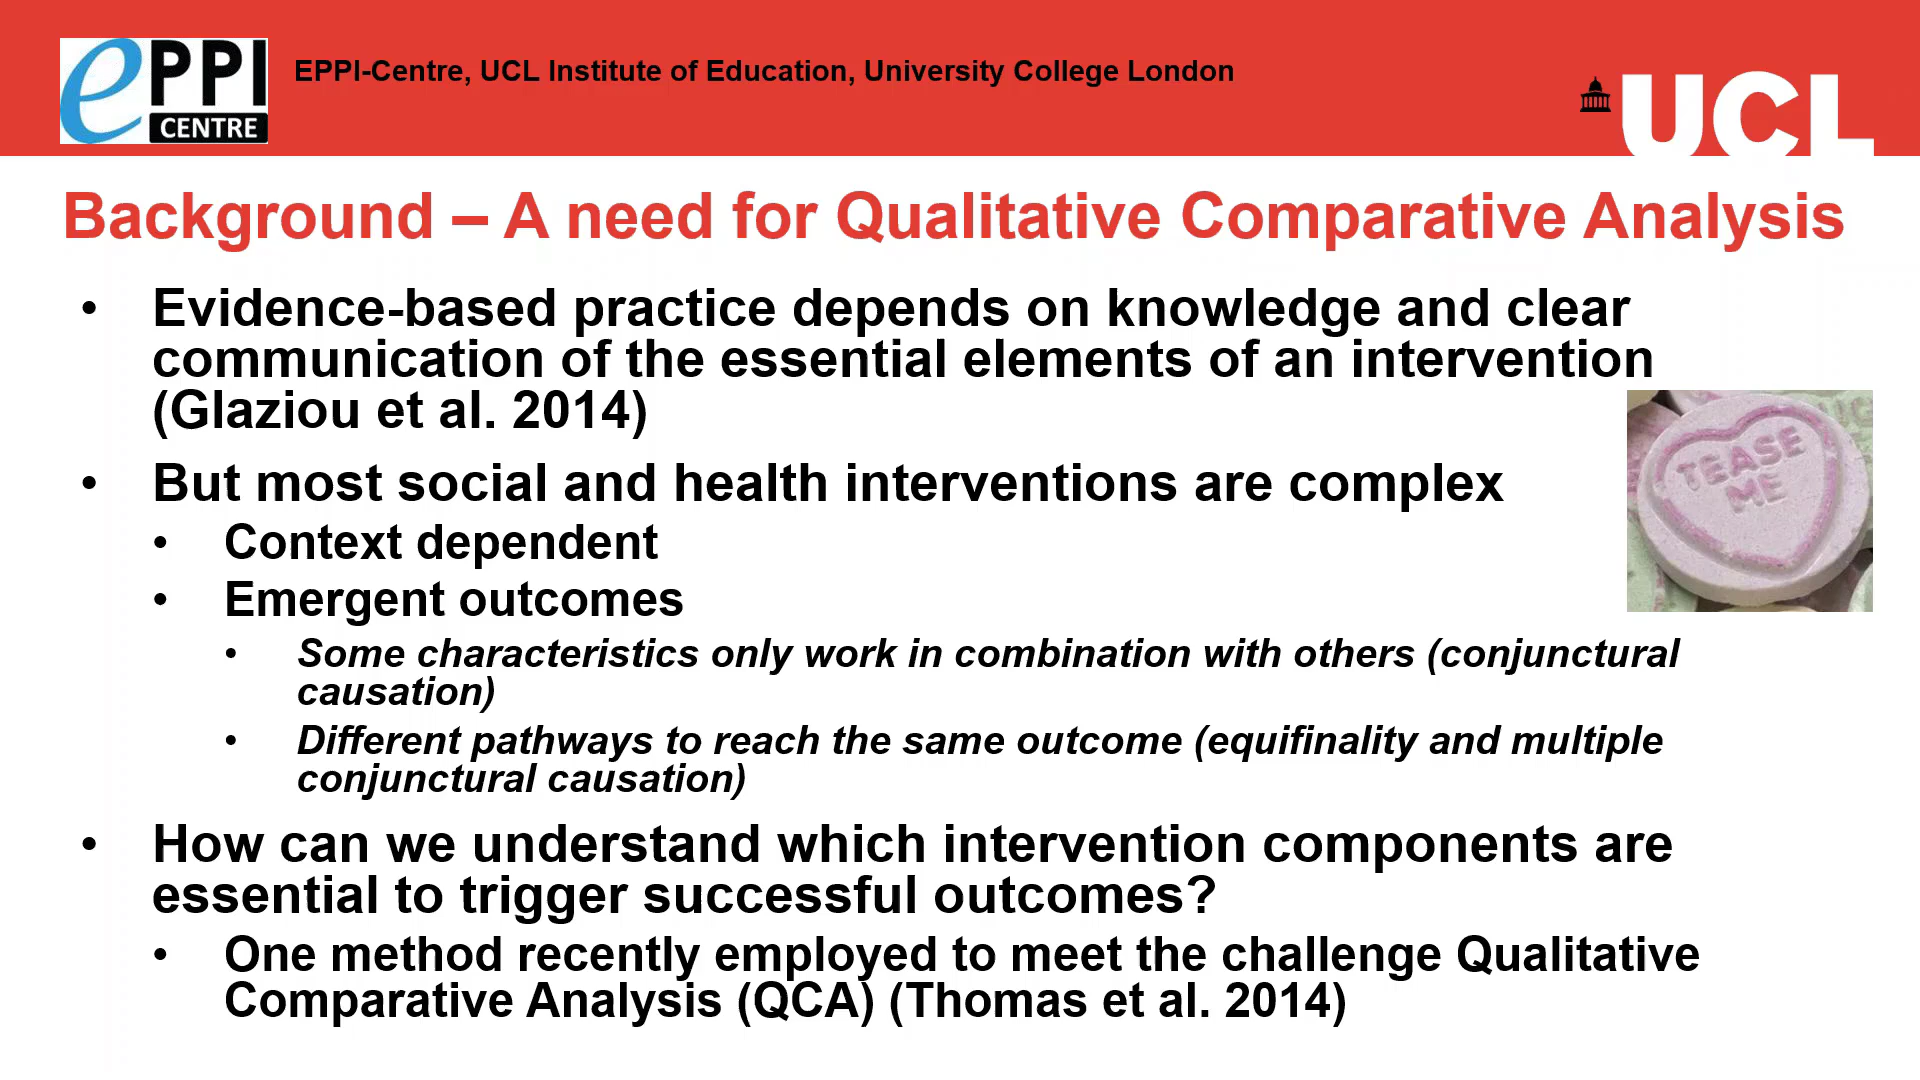 ePPI
CENTRE
EPPI-Centre, UCL Institute of Education, University College London
UCL
Background – A need for Qualitative Comparative Analysis
• Evidence-based practice depends on knowledge and clear
communication of the essential elements of an intervention
(Glaziou et al. 2014)
• But most social and health interventions are complex
TEASE
ME
• Context dependent
• Emergent outcomes
• Some characteristics only work in combination with others (conjunctural
causation)
• Different pathways to reach the same outcome (equifinality and multiple
conjunctural causation)
• How can we understand which intervention components are
essential to trigger successful outcomes?
• One method recently employed to meet the challenge Qualitative
Comparative Analysis (QCA) (Thomas et al. 2014)